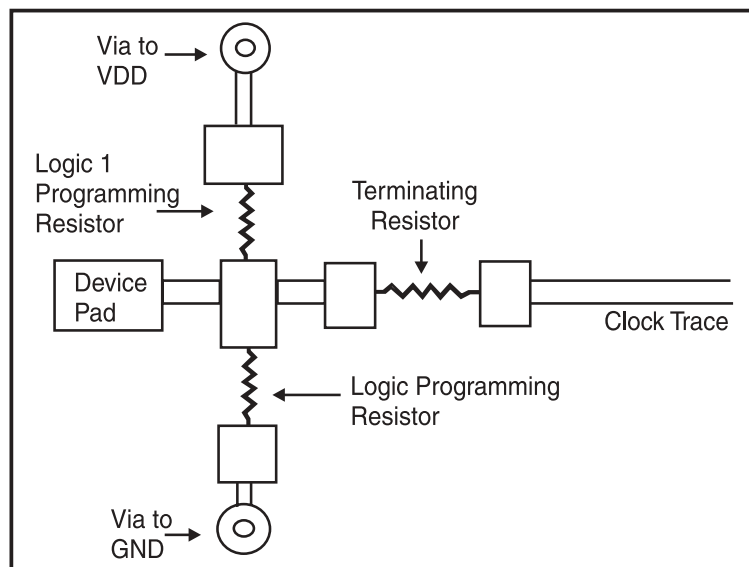 Via to
VDD
Logic 1
Programming
Resistor
Terminating
Resistor
Device
Pad
Clock Trace
Logic Programming
Resistor
Via to
GND